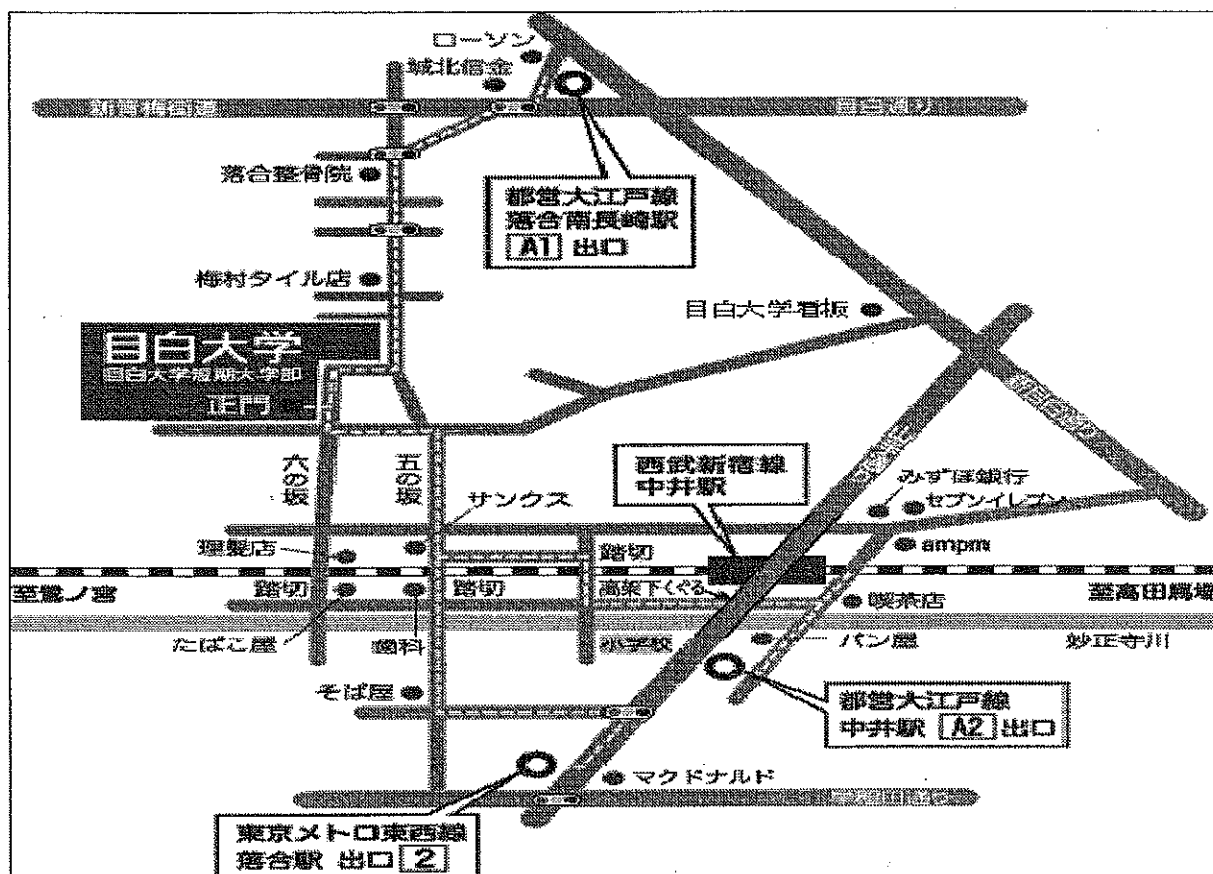 ローソン
城北信金
新青梅街道
目白通り
落合整骨院
都営大江戸線
落合南長崎駅
A1 出口
梅村タイル店
目白大学看板
目白大学
目白大学短期大学部
正門
六の坂
五の坂
西武新宿線
中井駅
みずほ銀行
セブンイレブン
サンクス
理髪店
踏切
ampm
至鷺ノ宮
踏切
踏切
高架下くぐる
喫茶店
至高田馬場
たばこ屋
歯科
小学校
パン屋
妙正寺川
そば屋
都営大江戸線
中井駅 A2 出口
マクドナルド
東京メトロ東西線
落合駅 出口 2